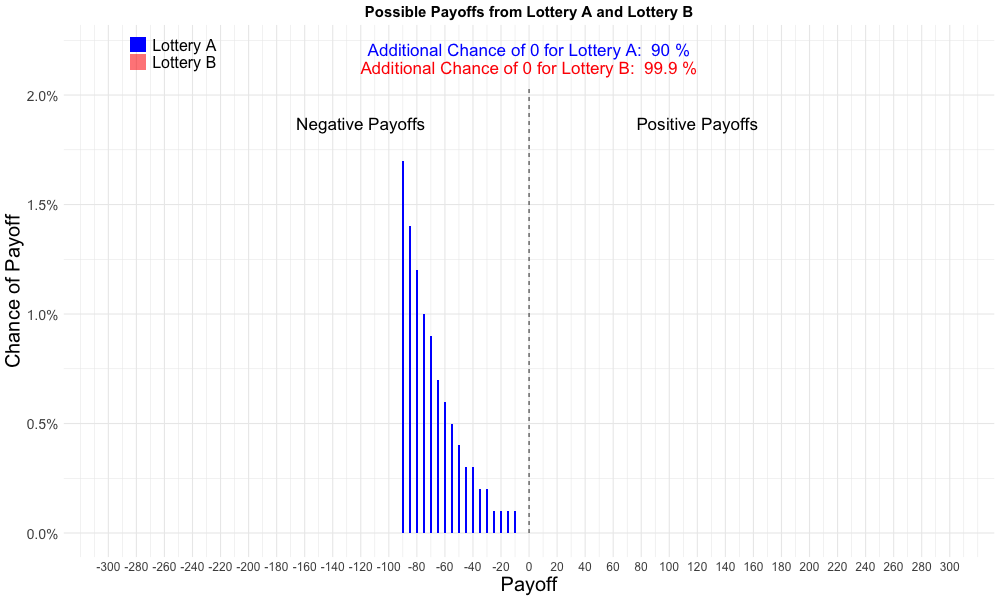 Possible Payoffs from Lottery A and Lottery B
Lottery A
Lottery B
Additional Chance of 0 for Lottery A:  90 %
Additional Chance of 0 for Lottery B:  99.9 %
Negative Payoffs
Positive Payoffs
2.0%
1.5%
1.0%
0.5%
0.0%
Chance of Payoff
-300 -280 -260 -240 -220 -200 -180 -160 -140 -120 -100 -80 -60 -40 -20 0 20 40 60 80 100 120 140 160 180 200 220 240 260 280 300
Payoff